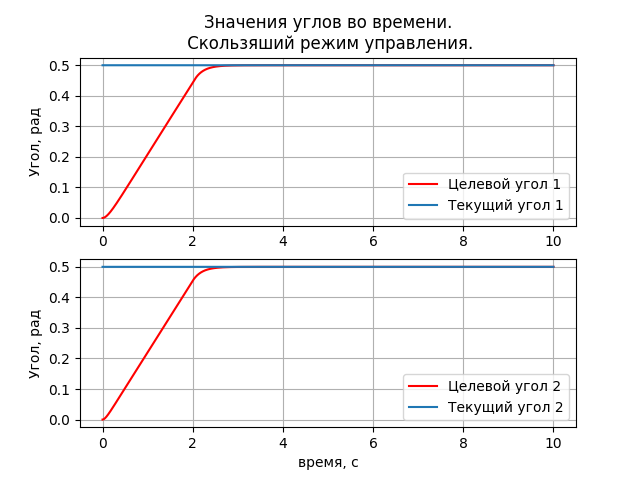 Значения углов во времени.
Скользяший режим управления.
0.5
0.4
0.3
0.2
0.1
0.0
Угол, рад
Целевой угол 1
Текущий угол 1
0 2 4 6 8 10
0.5
0.4
0.3
0.2
0.1
0.0
Угол, рад
Целевой угол 2
Текущий угол 2
0 2 4 6 8 10
время, с